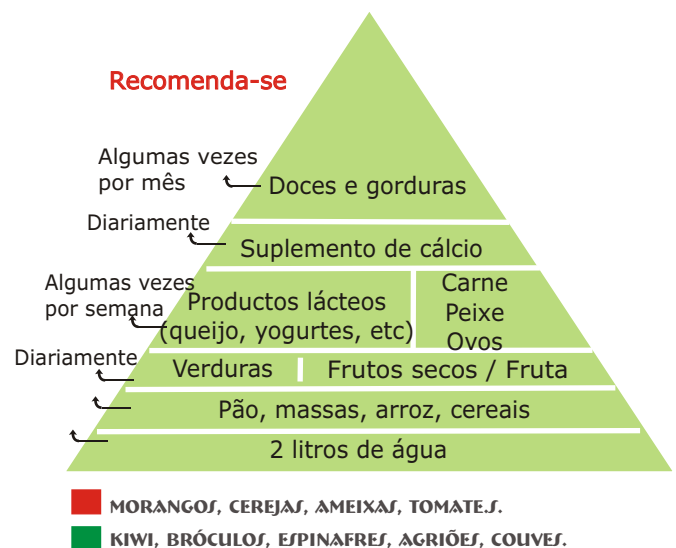 Recomenda-se
Algumas vezes
por mês
Doces e gorduras
Diariamente
Suplemento de cálcio
Algumas vezes
por semana
Productos lácteos
(queijo, yogurtes, etc)
Carne
Peixe
Ovos
Diariamente
Verduras
Frutos secos / Fruta
Pão, massas, arroz, cereais
2 litros de água
MORANGOS, CEREJAS, AMEIXAS, TOMATES.
KIWI, BRÓCULOS, ESPINAFRES, AGRIÕES, COUVES.